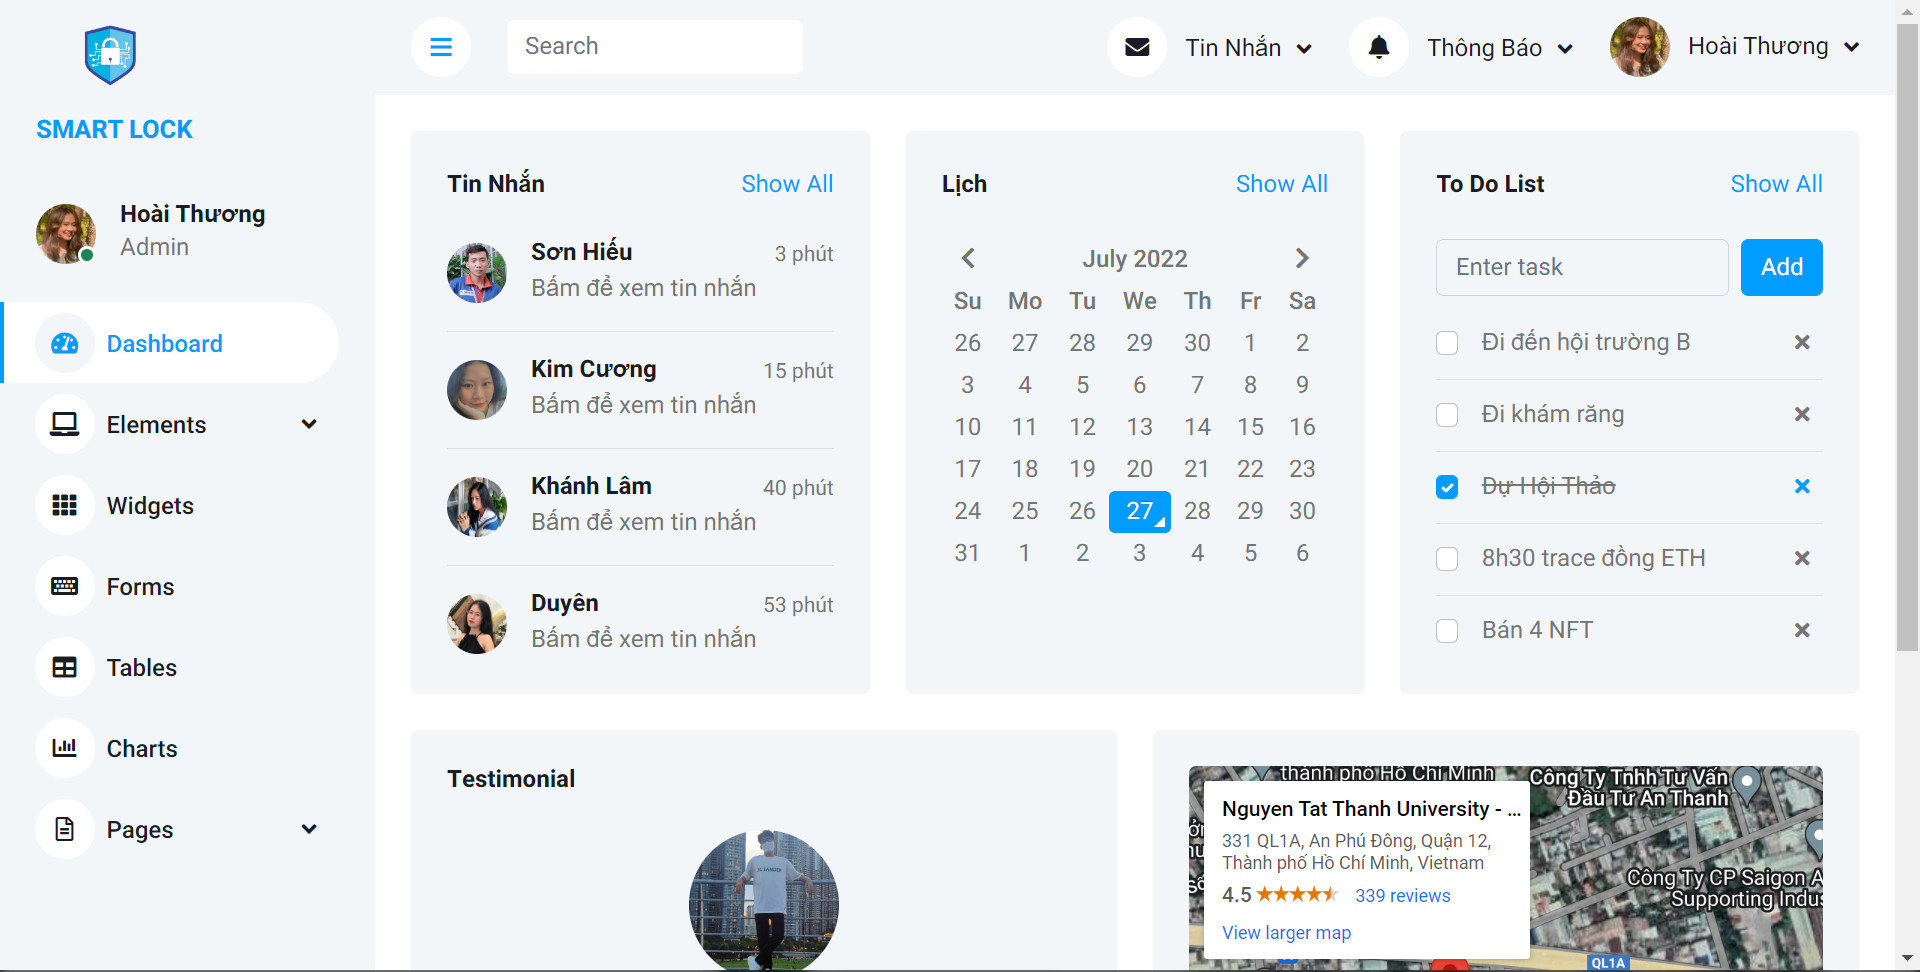 SMART LOCK
Search
Tin Nhắn
Thông Báo
Hoài Thương
Hoài Thương
Admin
Dashboard
Elements
Widgets
Forms
Tables
Charts
Pages
Tin Nhắn Show All
Sơn Hiếu 3 phút
Bấm để xem tin nhắn
Kim Cương 15 phút
Bấm để xem tin nhắn
Khánh Lâm 40 phút
Bấm để xem tin nhắn
Duyên 53 phút
Bấm để xem tin nhắn
Lịch Show All
July 2022
Su Mo Tu We Th Fr Sa
26 27 28 29 30 1 2
3 4 5 6 7 8 9
10 11 12 13 14 15 16
17 18 19 20 21 22 23
24 25 26 27 28 29 30
31 1 2 3 4 5 6
To Do List Show All
Enter task Add
Đi đến hội trường B
Đi khám răng
Dự Hội Thảo
8h30 trace đồng ETH
Bán 4 NFT
Testimonial
thành phố Hồ Chí Minh
Công Ty Tnhh Tư Vấn
Đầu Tư An Thanh
Nguyen Tat Thanh University - ...
331 QL1A, An Phú Đông, Quận 12,
Thành phố Hồ Chí Minh, Vietnam
4.5 339 reviews
View larger map
Công Ty CP Saigon A
Supporting Indus
QL1A